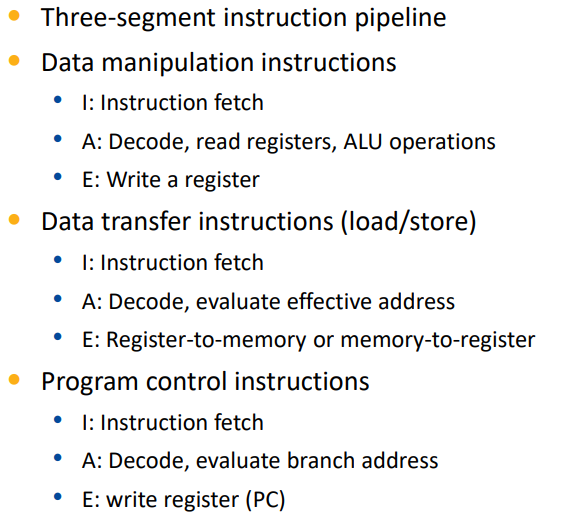 Three-segment instruction pipeline
Data manipulation instructions
I: Instruction fetch
A: Decode, read registers, ALU operations
E: Write a register
Data transfer instructions (load/store)
I: Instruction fetch
A: Decode, evaluate effective address
E: Register-to-memory or memory-to-register
Program control instructions
I: Instruction fetch
A: Decode, evaluate branch address
E: write register (PC)